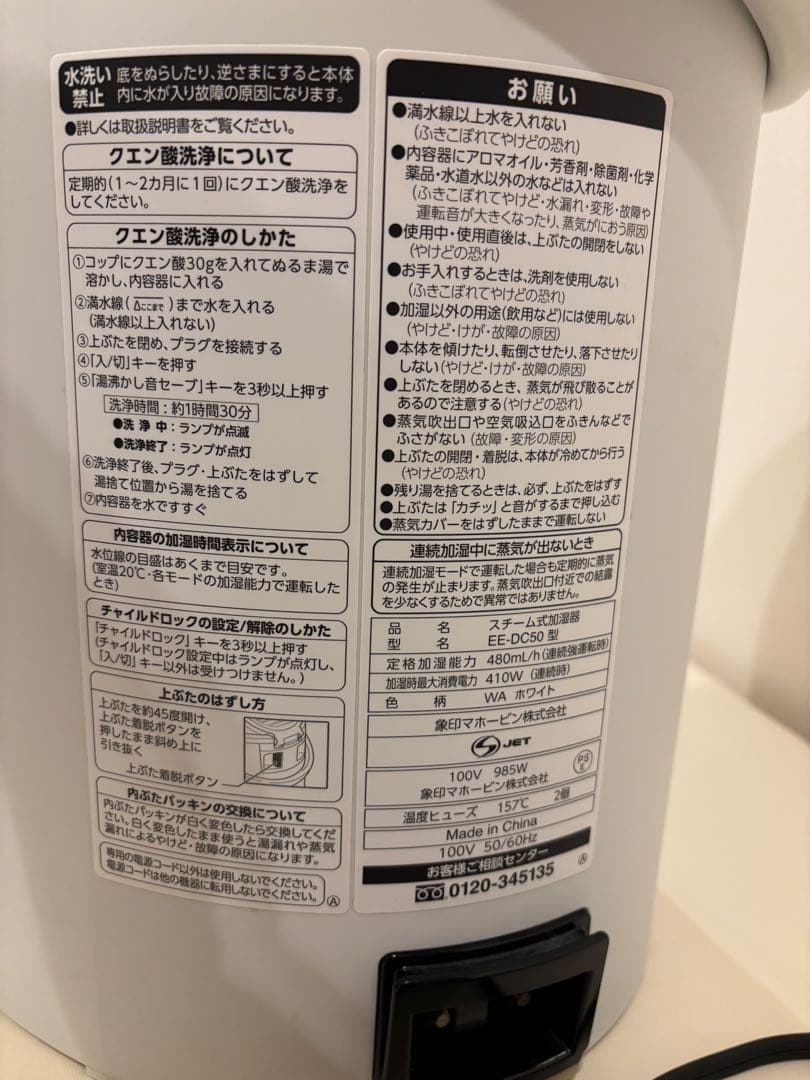 水洗い禁止 底をぬらしたり、逆さまにすると本体
内に水が入り故障の原因になります。
●詳しくは取扱説明書をご覧ください。
クエン酸洗浄について
定期的(1～2カ月に1回)にクエン酸洗浄を
してください。
クエン酸洗浄のしかた
①コップにクエン酸30gを入れてぬるま湯で
溶かし、内容器に入れる
②満水線(△ここまで)まで水を入れる
(満水線以上入れない)
③上ぶたを閉め、プラグを接続する
④「入/切」キーを押す
⑤「湯沸かし音セーブ」キーを3秒以上押す
洗浄時間：約1時間30分
●洗 浄 中：ランプが点滅
●洗浄終了：ランプが点灯
⑥洗浄終了後、プラグ・上ぶたをはずして
湯捨て位置から湯を捨てる
⑦内容器を水ですすぐ
内容器の加湿時間表示について
水位線の目盛はあくまで目安です。
(室温20℃・各モードの加湿能力で運転した
とき)
チャイルドロックの設定/解除のしかた
「チャイルドロック」キーを3秒以上押す
(チャイルドロック設定中はランプが点灯し、
「入/切」キー以外は受けつけません。)
上ぶたのはずし方
上ぶたを約45度開け、
上ぶた着脱ボタンを
押したまま斜め上に
引き抜く
上ぶた着脱ボタン
内ぶたパッキンの交換について
内ぶたパッキンが白く変色したら交換してくだ
さい。白く変色したまま使うと湯漏れや蒸気
漏れによるやけど・故障の原因になります。
専用の電源コード以外は使用しないでください。
電源コードは他の機器に転用しないでください。
Ⓐ
お願い
●満水線以上水を入れない
(ふきこぼれてやけどの恐れ)
●内容器にアロマオイル・芳香剤・除菌剤・化学
薬品・水道水以外の水などは入れない
(ふきこぼれてやけど・水漏れ・変形・故障や
運転音が大きくなったり、蒸気がにおう原因)
●使用中・使用直後は、上ぶたの開閉をしない
(やけどの恐れ)
●お手入れするときは、洗剤を使用しない
(ふきこぼれてやけどの恐れ)
●加湿以外の用途(飲用など)には使用しない
(やけど・けが・故障の原因)
●本体を傾けたり、転倒させたり、落下させたり
しない(やけど・けが・故障の原因)
●上ぶたを閉めるとき、蒸気が飛び散ることが
あるので注意する(やけどの恐れ)
●蒸気吹出口や空気吸込口をふきんなどで
ふさがない(故障・変形の原因)
●上ぶたの開閉・着脱は、本体が冷めてから行う
(やけどの恐れ)
●残り湯を捨てるときは、必ず、上ぶたをはずす
●上ぶたは「カチッ」と音がするまで押し込む
●蒸気カバーをはずしたままで運転しない
連続加湿中に蒸気が出ないとき
連続加湿モードで運転した場合も定期的に蒸気
の発生が止まります。蒸気吹出口付近での結露
を少なくするためで異常ではありません。
品 名 スチーム式加湿器
型 名 EE-DC50 型
定格加湿能力 480mL/h(連続強運転時)
加湿時最大消費電力 410W(連続時)
色 柄 WA ホワイト
象印マホービン株式会社
JET
PSE
100V 985W
象印マホービン株式会社
温度ヒューズ 157℃ 2個
Made in China
100V 50/60Hz
お客様ご相談センター
0120-345135
Ⓐ